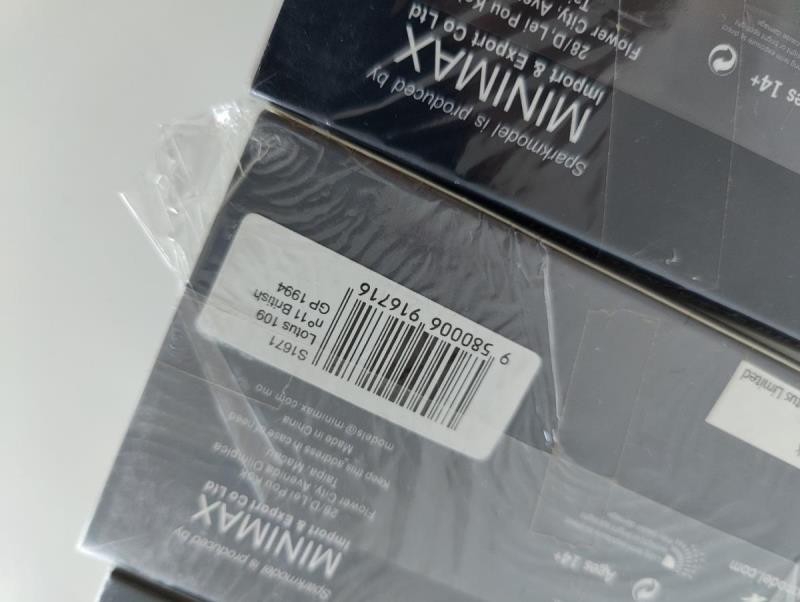 Sparkmodel is produced by
MINIMAX
Import & Export Co Ltd
28/D, Lei Pou Kok
Flower City, Avenida Olimpica
Taipa, Macau
Keep this address in case of need
Made in China
models@minimax.com.mo
Ages 14+
S1671
Lotus 109
n°11 British
GP 1994
9 580006 916716
Limited
Sparkmodel is produced by
MINIMAX
Import & Export Co Ltd
28/D, Lei Pou
Flower City,
Ages 14+